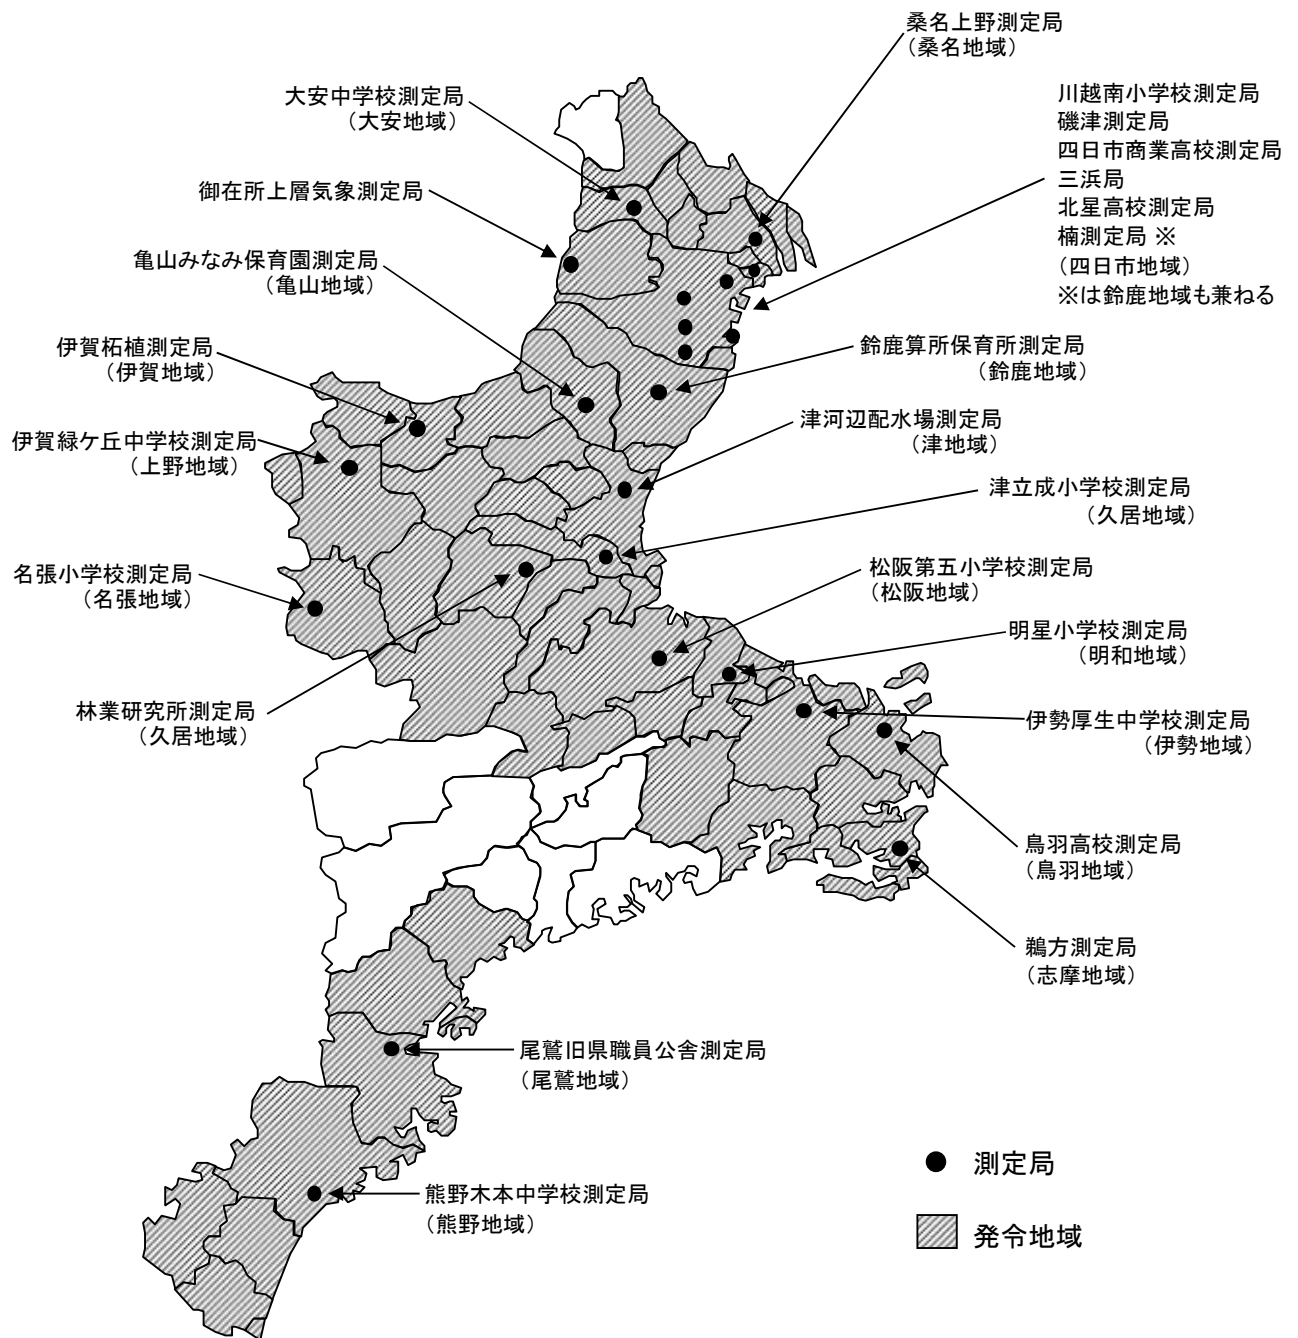 桑名上野測定局
（桑名地域）
大安中学校測定局
（大安地域）
川越南小学校測定局
磯津測定局
四日市商業高校測定局
三浜局
北星高校測定局
楠測定局 ※
（四日市地域）
※は鈴鹿地域も兼ねる
御在所上層気象測定局
亀山みなみ保育園測定局
（亀山地域）
伊賀柘植測定局
（伊賀地域）
鈴鹿算所保育所測定局
（鈴鹿地域）
伊賀緑ケ丘中学校測定局
（上野地域）
津河辺配水場測定局
（津地域）
津立成小学校測定局
（久居地域）
名張小学校測定局
（名張地域）
松阪第五小学校測定局
（松阪地域）
明星小学校測定局
（明和地域）
林業研究所測定局
（久居地域）
伊勢厚生中学校測定局
（伊勢地域）
鳥羽高校測定局
（鳥羽地域）
鵜方測定局
（志摩地域）
尾鷲旧県職員公舎測定局
（尾鷲地域）
熊野木本中学校測定局
（熊野地域）
測定局
発令地域